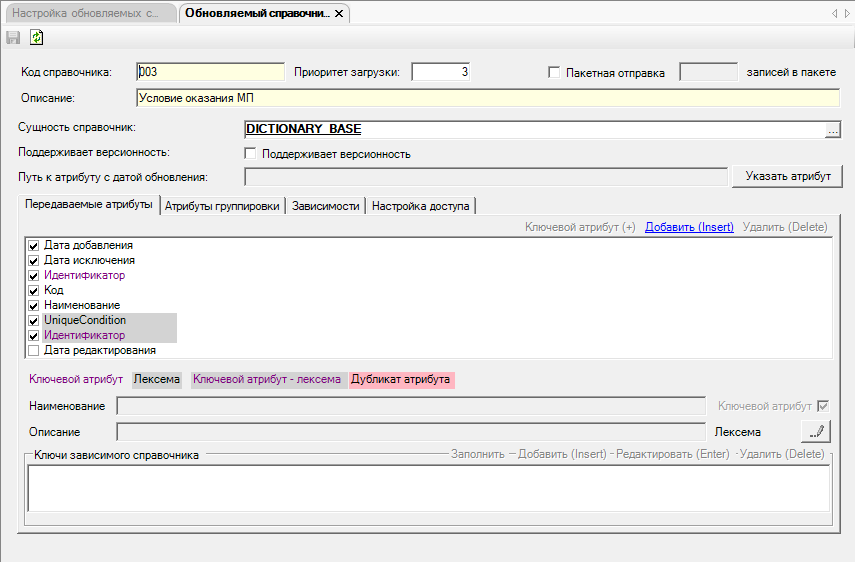 Настройка обновляемых с...
Обновляемый справочни...
Код справочника: 003 Приоритет загрузки: 3 Пакетная отправка записей в пакете
Описание: Условие оказания МП
Сущность справочник: DICTIONARY_BASE ...
Поддерживает версионность: Поддерживает версионность
Путь к атрибуту с датой обновления: Указать атрибут
Передаваемые атрибуты Атрибуты группировки Зависимости Настройка доступа
Ключевой атрибут (+) Добавить (Insert) Удалить (Delete)
Дата добавления
Дата исключения
Идентификатор
Код
Наименование
UniqueCondition
Идентификатор
Дата редактирования
Ключевой атрибут Лексема Ключевой атрибут - лексема Дубликат атрибута
Наименование Ключевой атрибут
Описание Лексема
Ключи зависимого справочника Заполнить Добавить (Insert) Редактировать (Enter) Удалить (Delete)